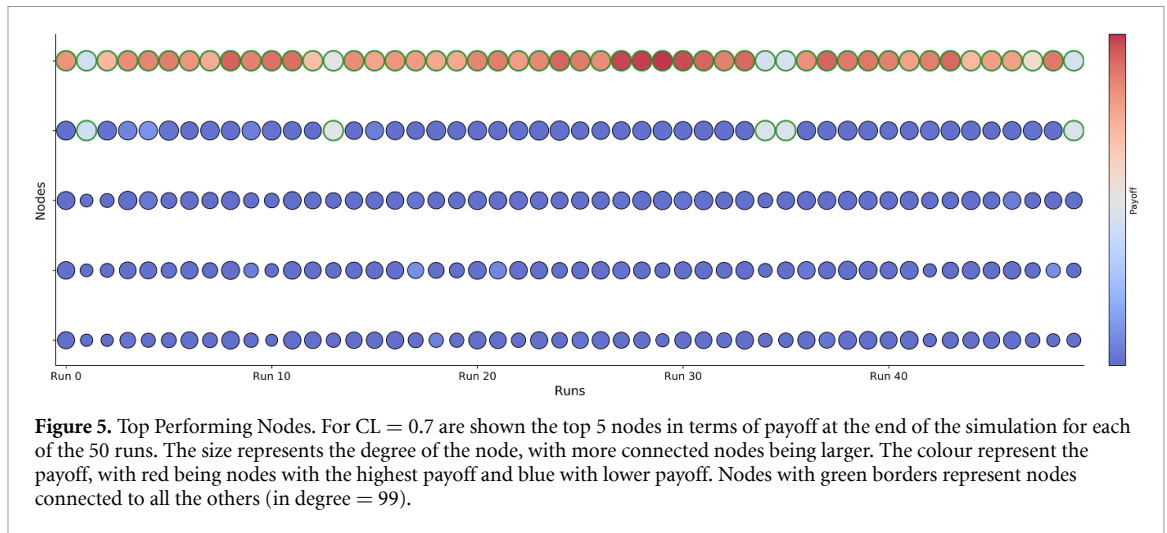 Nodes
Payoff
Run 0
Run 10
Run 20
Run 30
Run 40
Runs
Figure 5. Top Performing Nodes. For CL = 0.7 are shown the top 5 nodes in terms of payoff at the end of the simulation for each
of the 50 runs. The size represents the degree of the node, with more connected nodes being larger. The colour represent the
payoff, with red being nodes with the highest payoff and blue with lower payoff. Nodes with green borders represent nodes
connected to all the others (in degree = 99).